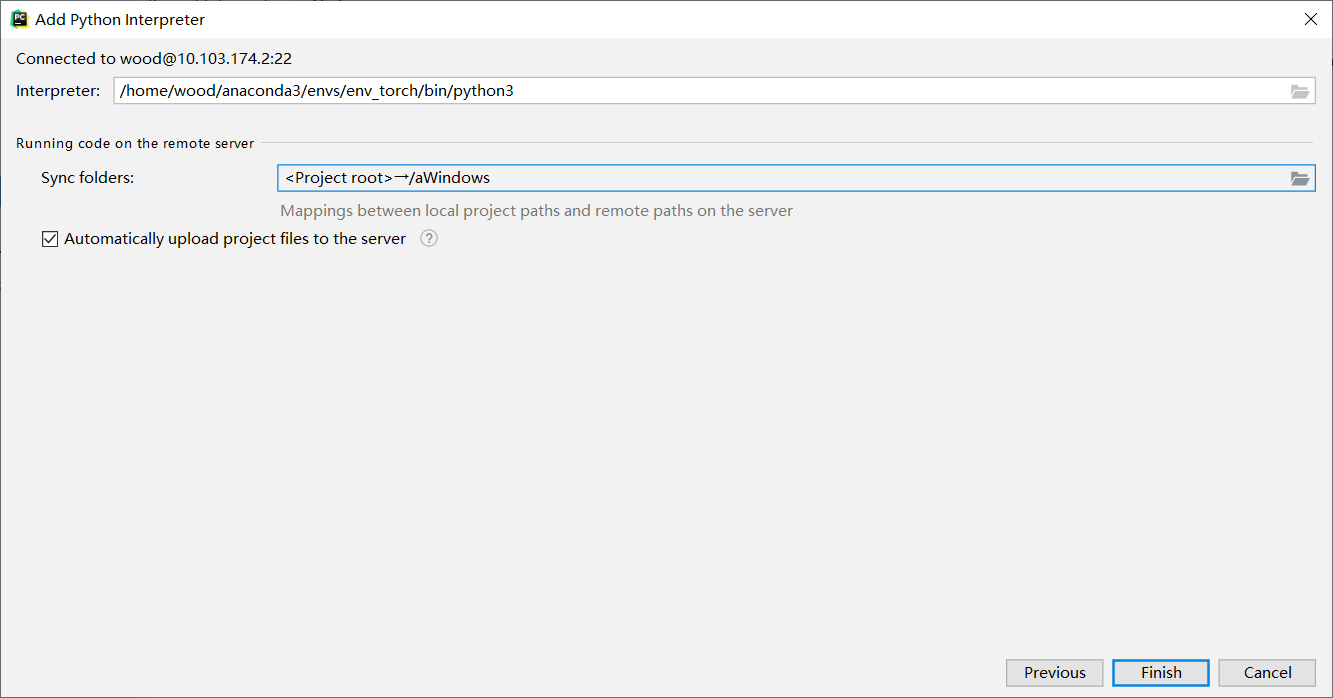 PC Add Python Interpreter
Connected to wood@10.103.174.2:22
Interpreter: /home/wood/anaconda3/envs/env_torch/bin/python3
Running code on the remote server
Sync folders: <Project root>→/aWindows
Mappings between local project paths and remote paths on the server
Automatically upload project files to the server ?
Previous Finish Cancel